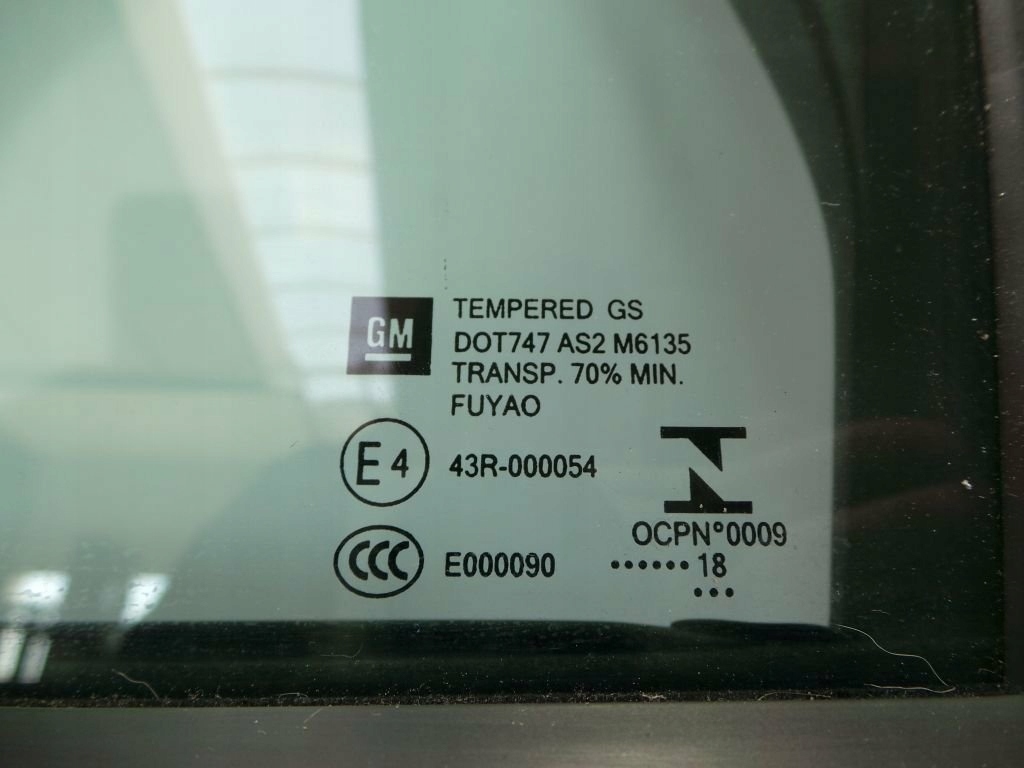 GM
TEMPERED GS
DOT747 AS2 M6135
TRANSP. 70% MIN.
FUYAO
E4 43R-000054
OCPN°0009
CCC E000090
••••••18
•••